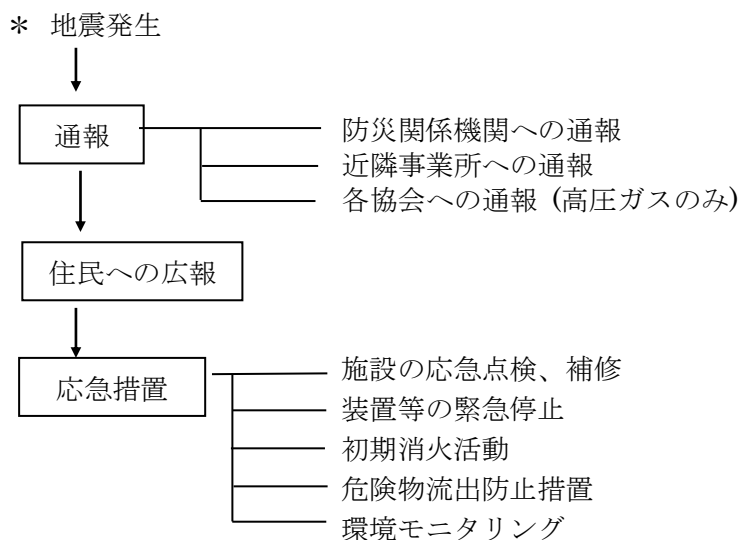 ＊ 地震発生
通報
防災関係機関への通報
近隣事業所への通報
各協会への通報 (高圧ガスのみ)
住民への広報
応急措置
施設の応急点検、補修
装置等の緊急停止
初期消火活動
危険物流出防止措置
環境モニタリング